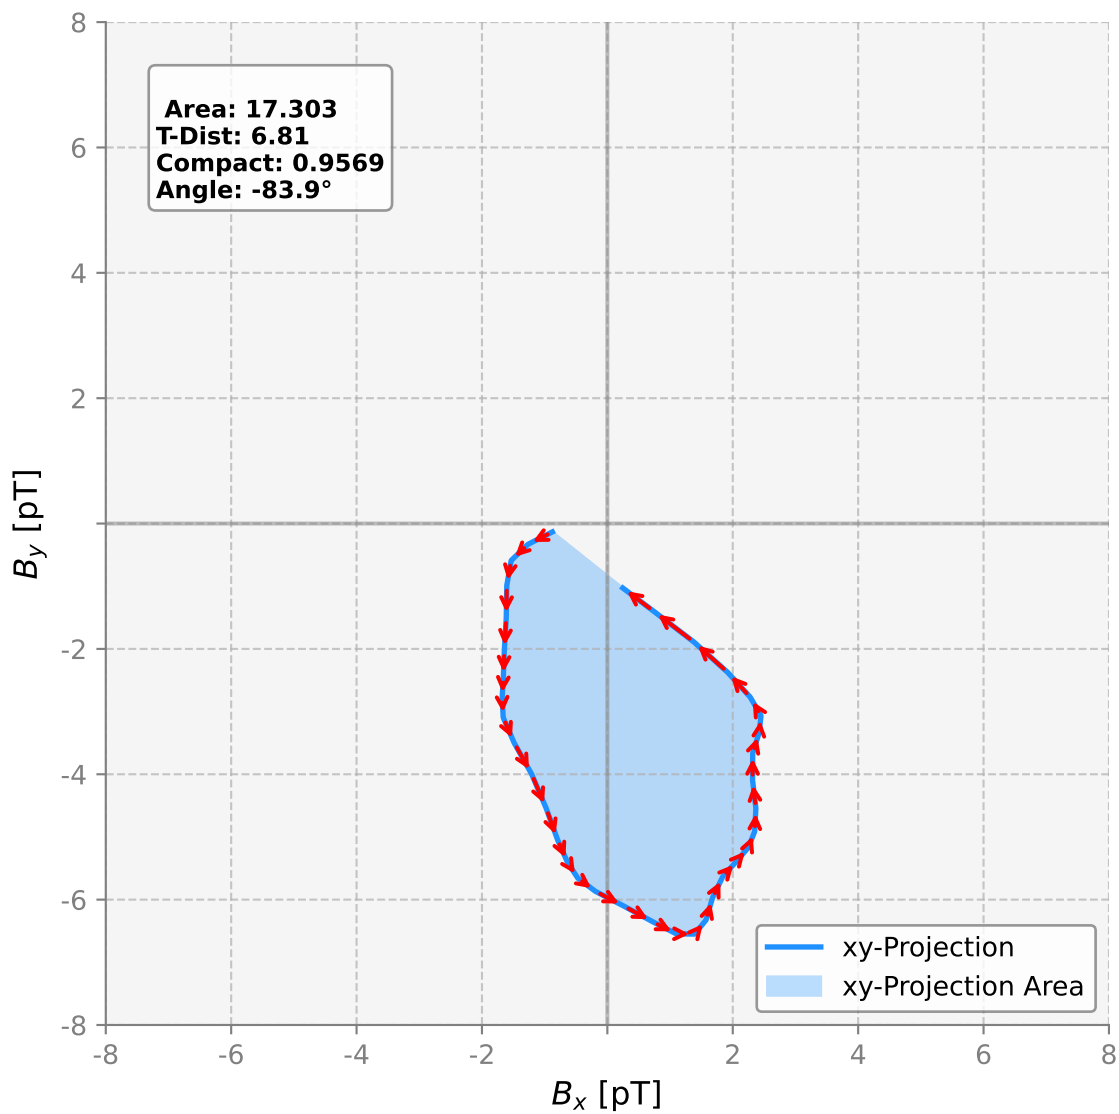 8
6
4
2
-2
-4
-6
-8
Area: 17.303
T-Dist: 6.81
Compact: 0.9569
Angle: -83.9°
xy-Projection
xy-Projection Area
-8 -6 -4 -2 2 4 6 8
B_x [pT]
B_y [pT]